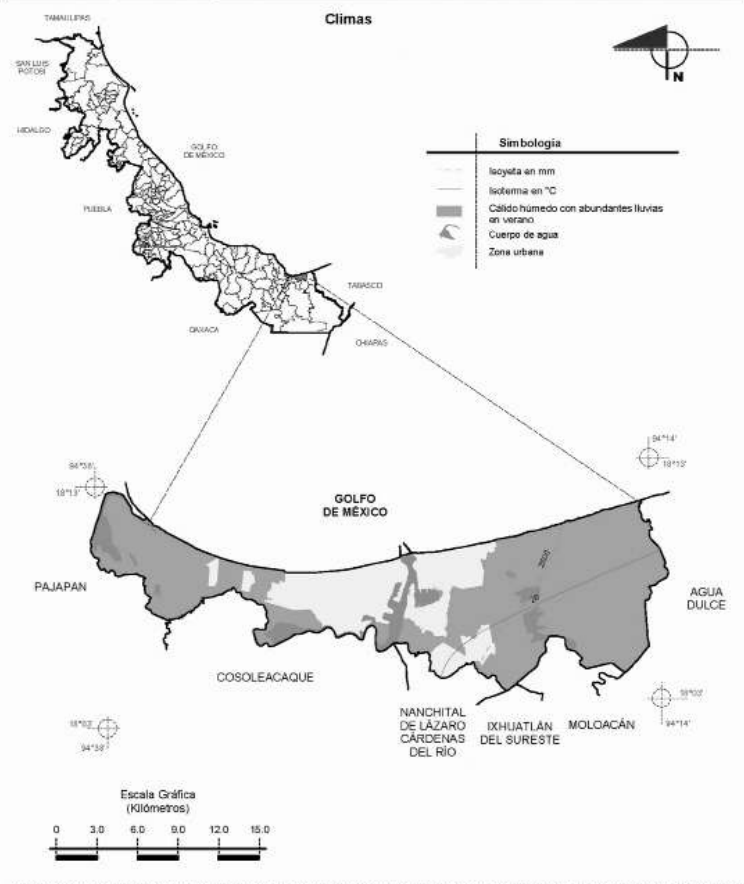 Climas
TAMAULIPAS
SAN LUIS
POTOSI
HIDALGO
GOLFO
DE MÉXICO
PUEBLA
TABASCO
OAXACA
CHIAPAS
N
Simbología
Isoyeta en mm
Isoterma en °C
Cálido húmedo con abundantes lluvias
en verano
Cuerpo de agua
Zona urbana
94°14'
18°13'
94°38'
18°13'
GOLFO
DE MÉXICO
PAJAPAN
AGUA
DULCE
COSOLEACAQUE
NANCHITAL
DE LÁZARO
CÁRDENAS
DEL RÍO
IXHUATLÁN
DEL SURESTE
MOLOACÁN
18°03'
94°14'
18°03'
94°38'
Escala Gráfica
(Kilómetros)
0 3.0 6.0 9.0 12.0 15.0